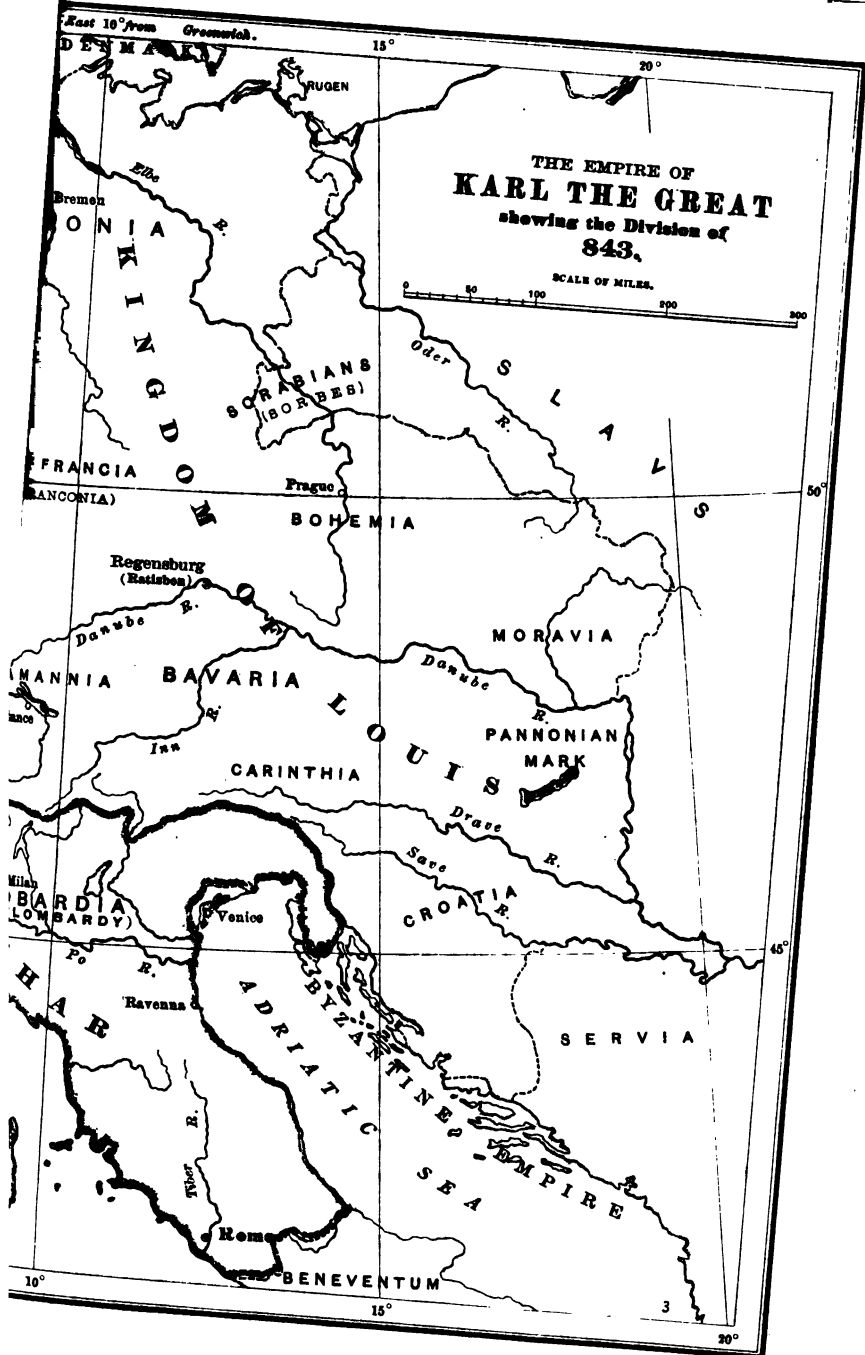 East 10° from Greenwich.
15°
20°
DENMARK
RUGEN
THE EMPIRE OF
KARL THE GREAT
showing the Division of
843.
SCALE OF MILES.
0 50 100 200 300
Elbe
R.
Bremen
ONIA
KINGDOM OF LOUIS
Oder
R.
SLAVS
SORABIANS
(SORBES)
FRANCIA
RANCONIA)
Prague
50°
BOHEMIA
Regensburg
(Ratisbon)
Danube R.
MORAVIA
MANNIA
BAVARIA
Danube
R.
ance
Inn R.
PANNONIAN
MARK
CARINTHIA
Drave
R.
Save
R.
Milan
BARDIA
LOMBARDY)
Venice
CROATIA
45°
Po R.
HAR
Ravenna
ADRIATIC SEA
BYZANTINE EMPIRE
SERVIA
Tiber R.
Rome
BENEVENTUM
10°
15°
3
20°